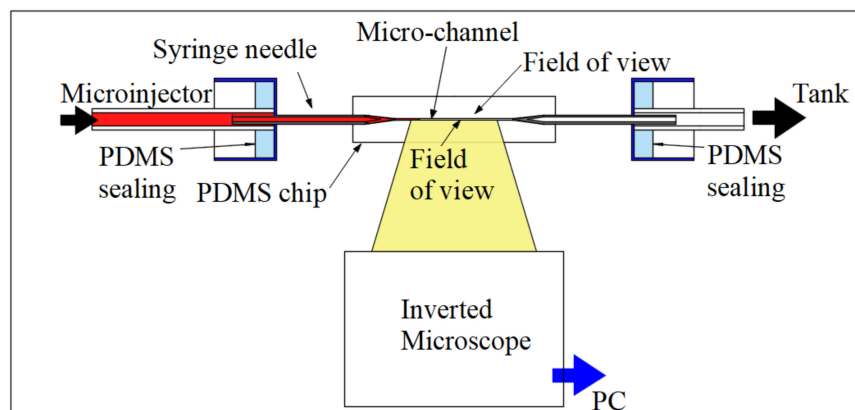 Micro-channel
Syringe needle
Field of view
Microinjector
Tank
PDMS
sealing
PDMS chip
Field
of view
PDMS
sealing
Inverted
Microscope
PC